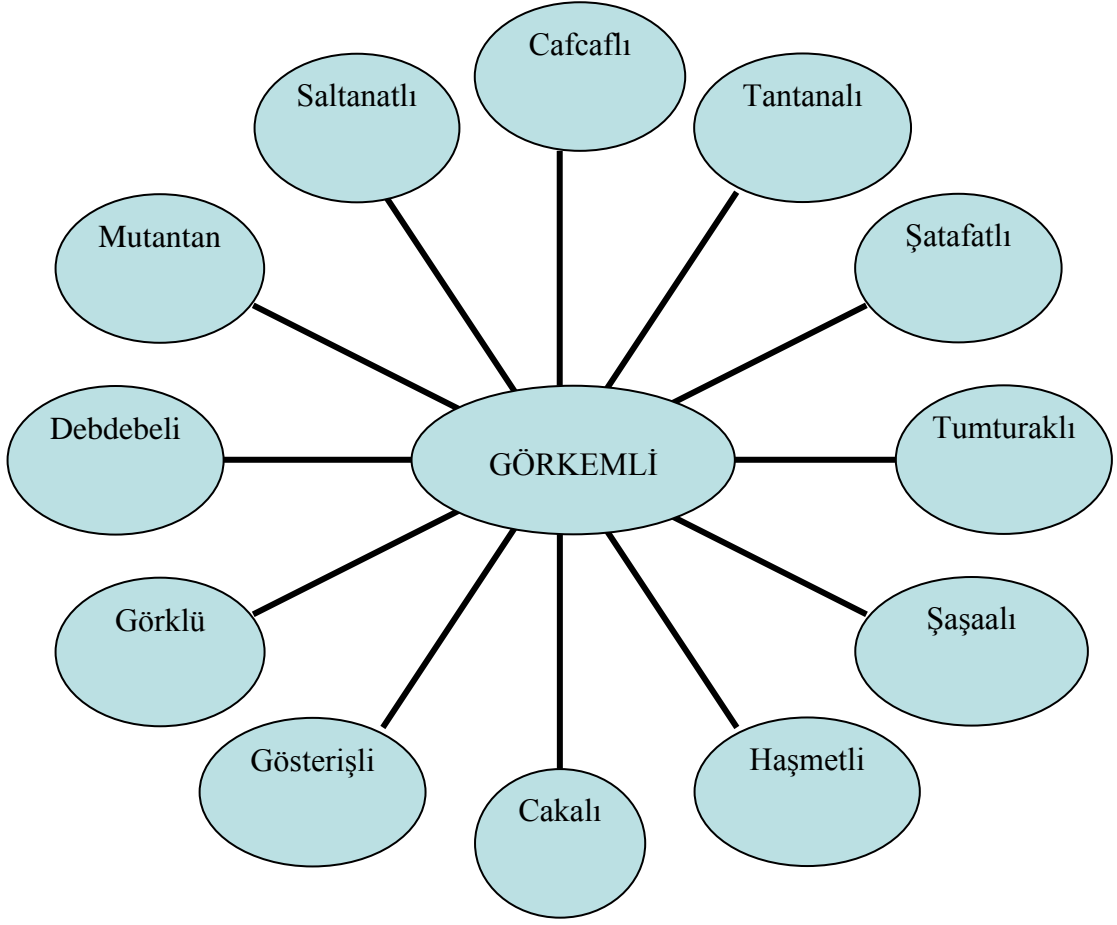 Cafcaflı
Saltanatlı
Tantanalı
Mutantan
Şatafatlı
Debdebeli
Tumturaklı
GÖRKEMLİ
Görklü
Şaşaalı
Gösterişli
Haşmetli
Cakalı